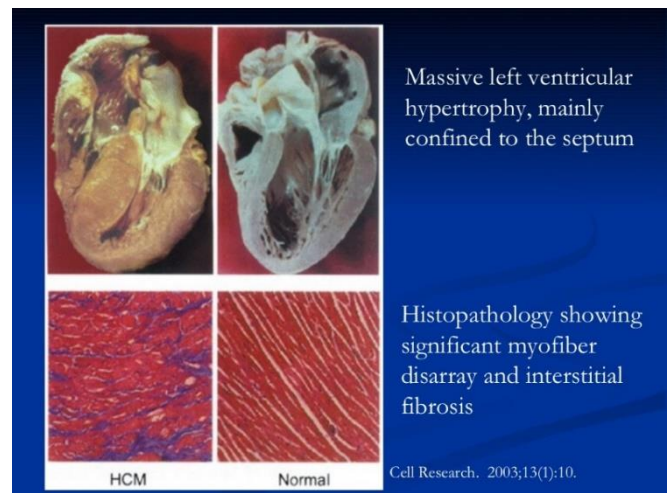 Massive left ventricular
hypertrophy, mainly
confined to the septum
Histopathology showing
significant myofiber
disarray and interstitial
fibrosis
HCM
Normal
Cell Research. 2003;13(1):10.